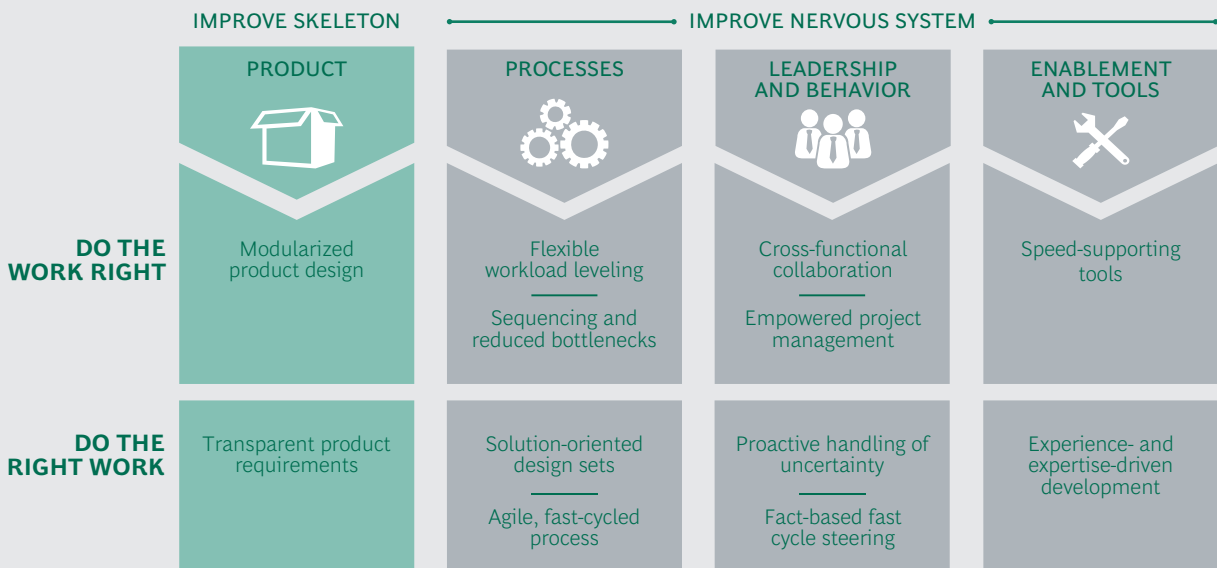 IMPROVE SKELETON
IMPROVE NERVOUS SYSTEM
PRODUCT
PROCESSES
LEADERSHIP
AND BEHAVIOR
ENABLEMENT
AND TOOLS
DO THE
WORK RIGHT
Modularized
product design
Flexible
workload leveling
Sequencing and
reduced bottlenecks
Cross-functional
collaboration
Empowered project
management
Speed-supporting
tools
DO THE
RIGHT WORK
Transparent product
requirements
Solution-oriented
design sets
Agile, fast-cycled
process
Proactive handling of
uncertainty
Fact-based fast
cycle steering
Experience- and
expertise-driven
development